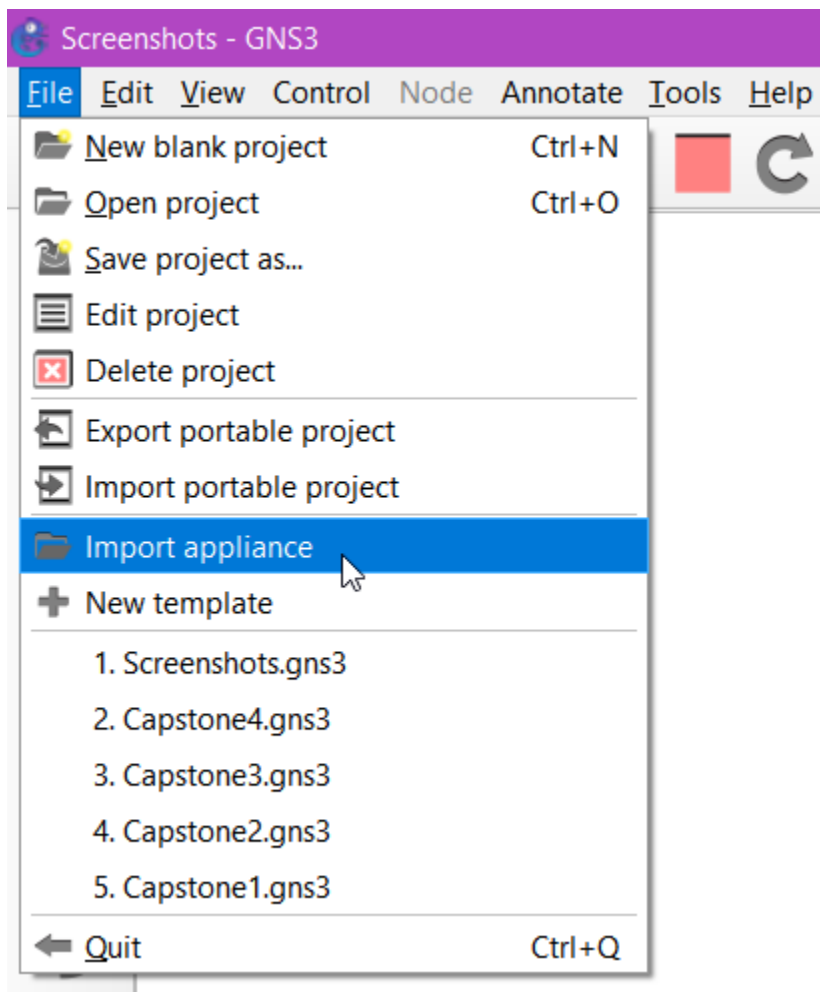 Screenshots - GNS3
File Edit View Control Node Annotate Tools Help
New blank project Ctrl+N
Open project Ctrl+O
Save project as...
Edit project
Delete project
Export portable project
Import portable project
Import appliance
New template
1. Screenshots.gns3
2. Capstone4.gns3
3. Capstone3.gns3
4. Capstone2.gns3
5. Capstone1.gns3
Quit Ctrl+Q